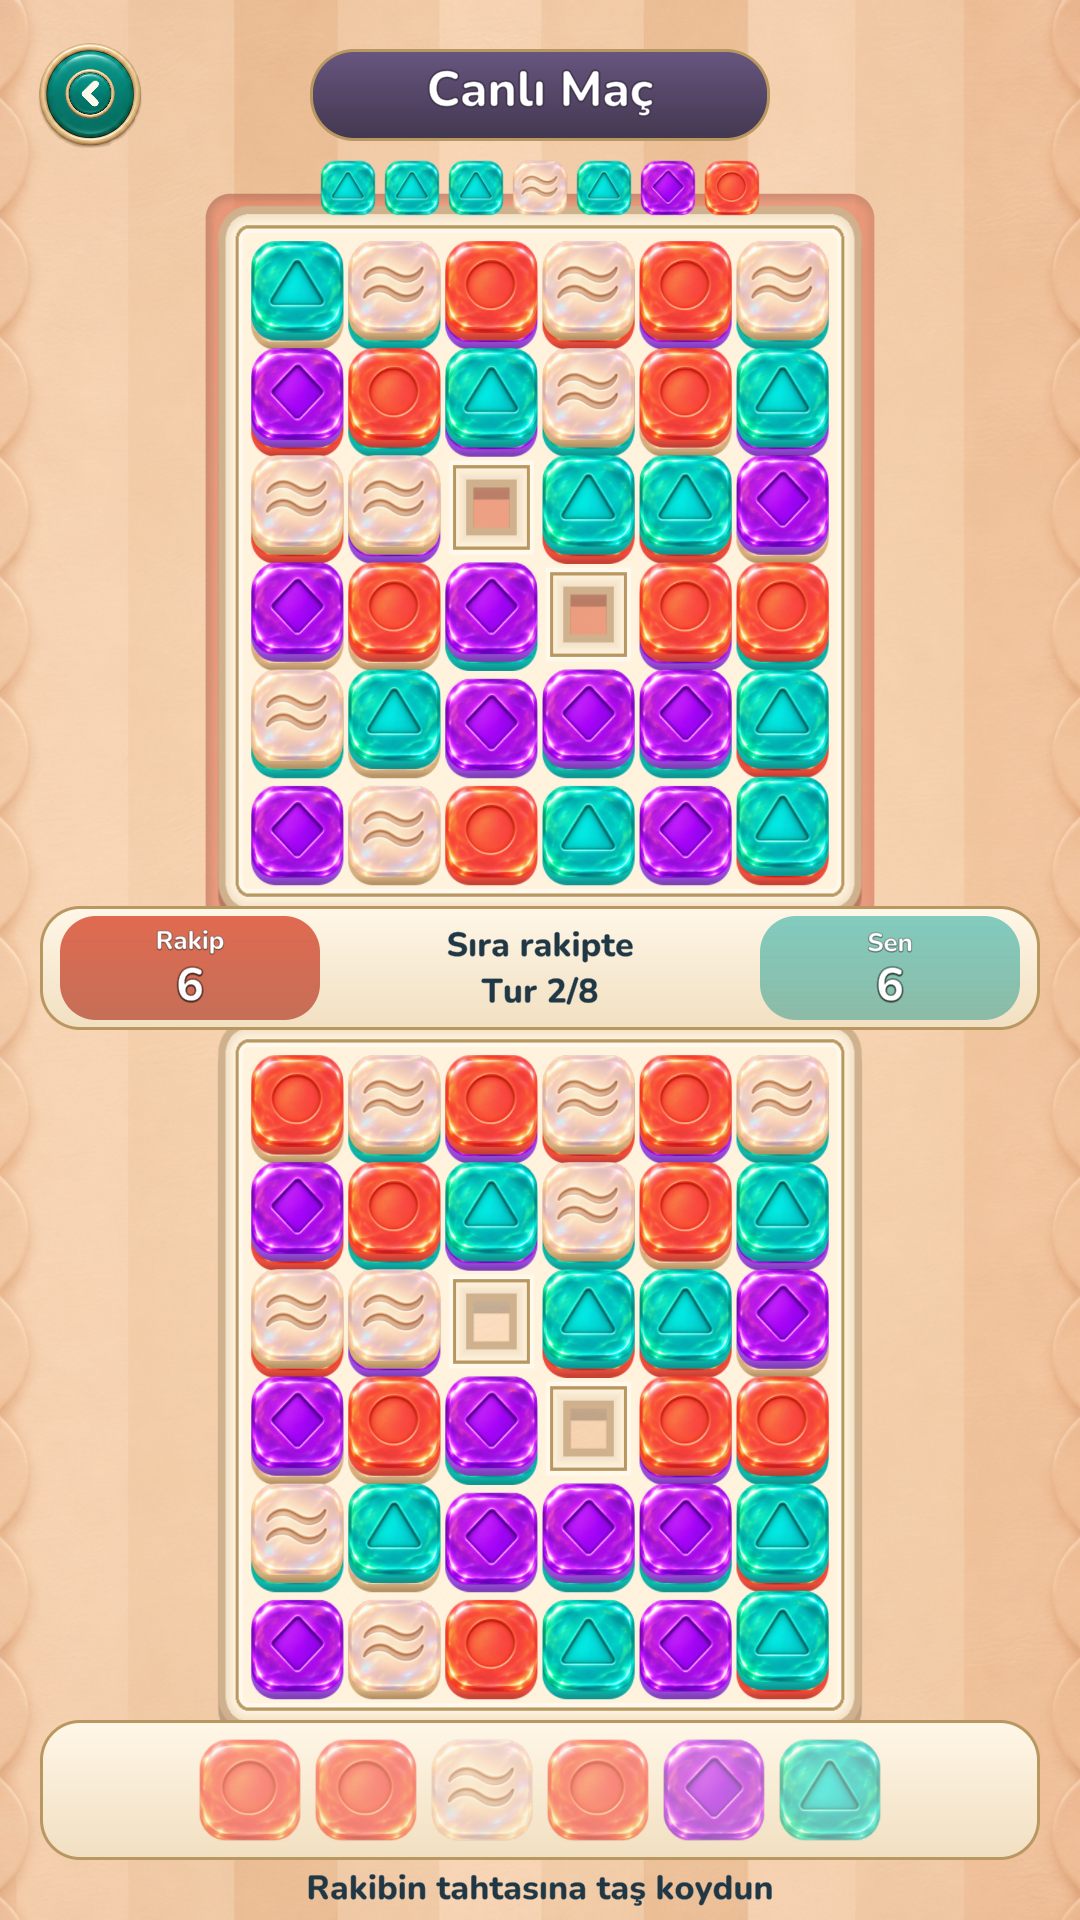 Canlı Maç
Rakip
6
Sıra rakipte
Tur 2/8
Sen
6
Rakibin tahtasına taş koydun